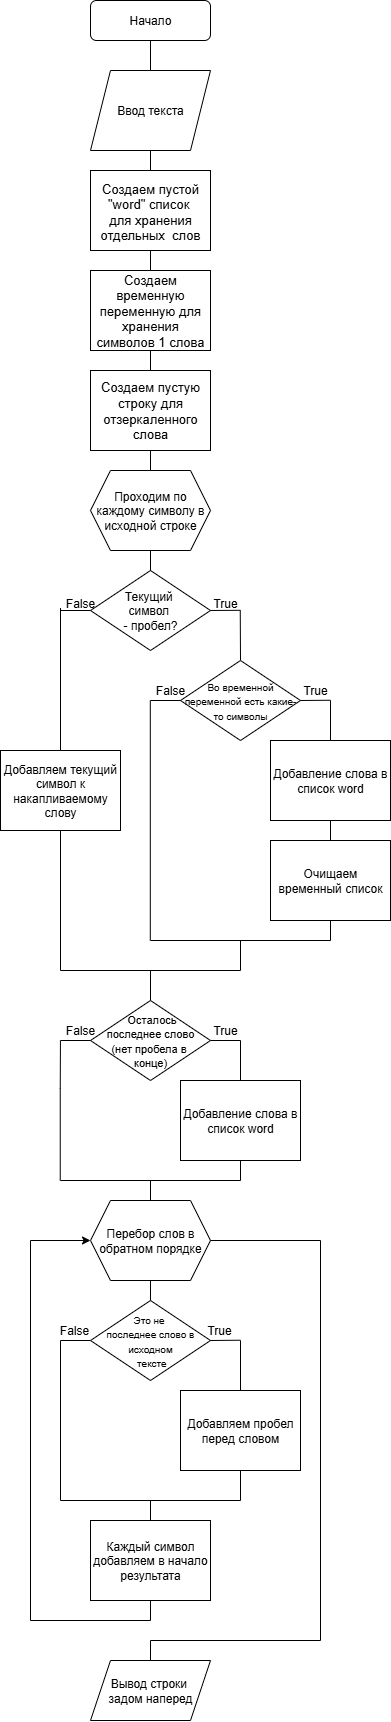 Начало
Ввод текста
Создаем пустой
"word" список
для хранения
отдельных слов
Создаем
временную
переменную для
хранения
символов 1 слова
Создаем пустую
строку для
отзеркаленного
слова
Проходим по
каждому символу в
исходной строке
False
Текущий
символ
- пробел?
True
False
Во временной
переменной есть какие-
то символы
True
Добавляем текущий
символ к
накапливаемому
слову
Добавление слова в
список word
Очищаем
временный список
False
Осталось
последнее слово
(нет пробела в
конце)
True
Добавление слова в
список word
Перебор слов в
обратном порядке
False
Это не
последнее слово в
исходном
тексте
True
Добавляем пробел
перед словом
Каждый символ
добавляем в начало
результата
Вывод строки
задом наперед